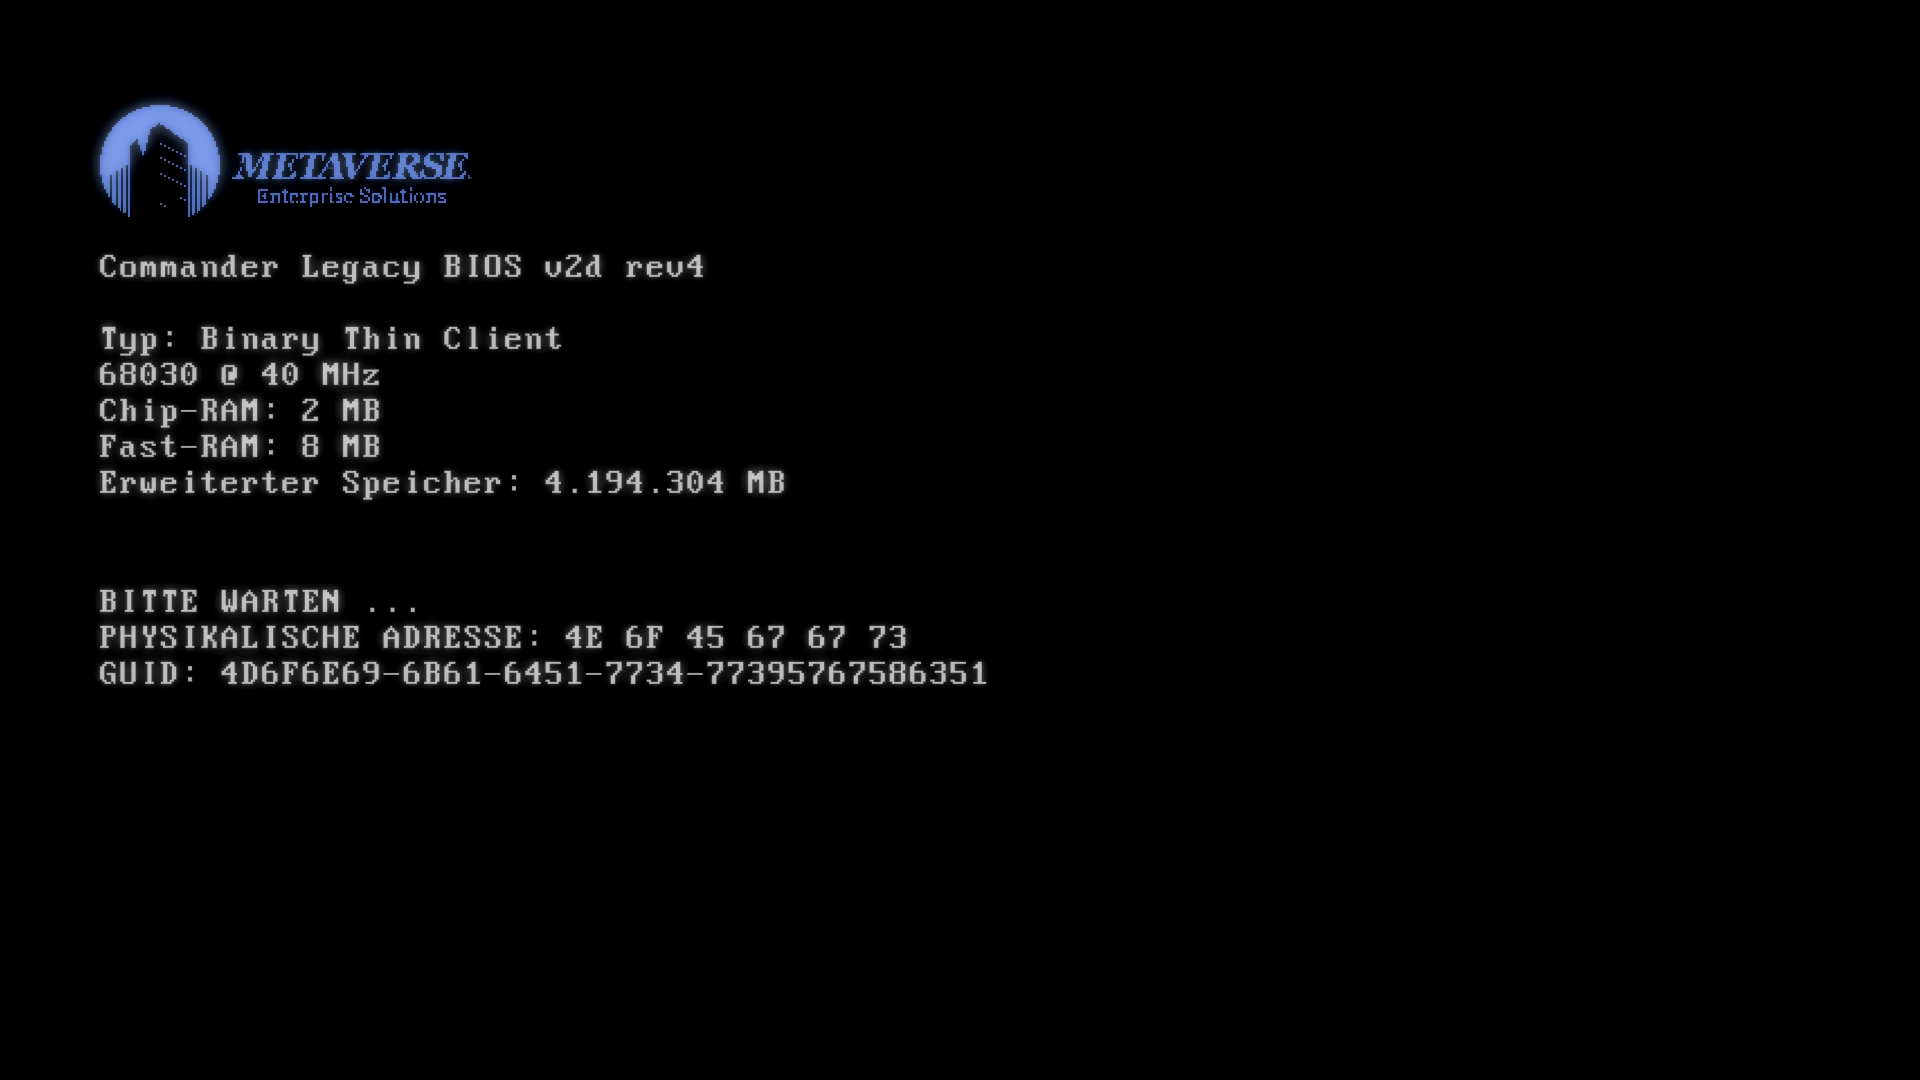 METAVERSE
Enterprise Solutions
Commander Legacy BIOS v2d rev4
Typ: Binary Thin Client
68030 @ 40 MHz
Chip-RAM: 2 MB
Fast-RAM: 8 MB
Erweiterter Speicher: 4.194.304 MB
BITTE WARTEN ...
PHYSIKALISCHE ADRESSE: 4E 6F 45 67 67 73
GUID: 4D6F6E69-6B61-6451-7734-773957675863​51